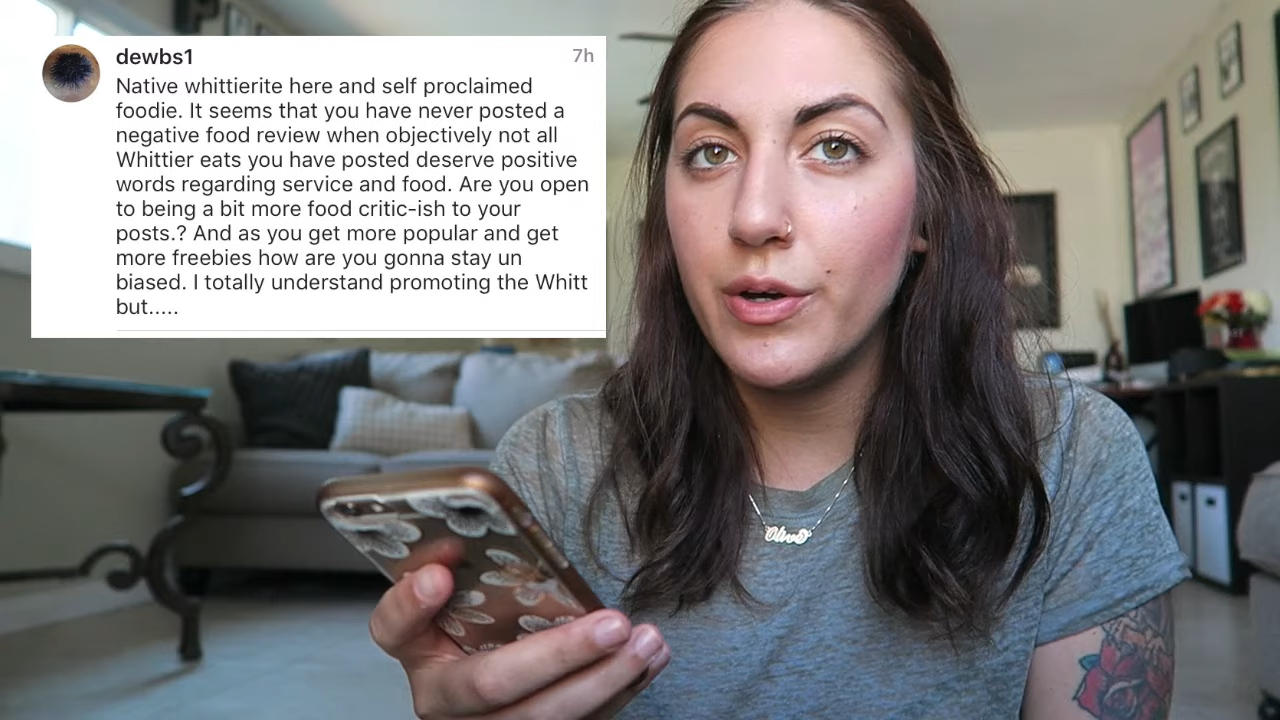 dewbs1
7h
Native whittierite here and self proclaimed
foodie. It seems that you have never posted a
negative food review when objectively not all
Whittier eats you have posted deserve positive
words regarding service and food. Are you open
to being a bit more food critic-ish to your
posts.? And as you get more popular and get
more freebies how are you gonna stay un
biased. I totally understand promoting the Whitt
but.....